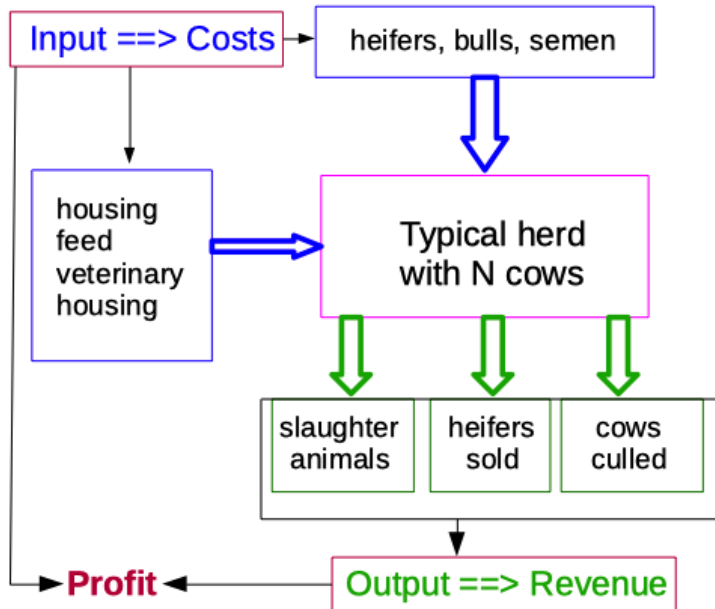 Input ==> Costs
heifers, bulls, semen
housing
feed
veterinary
housing
Typical herd
with N cows
slaughter
animals
heifers
sold
cows
culled
Profit
Output ==> Revenue